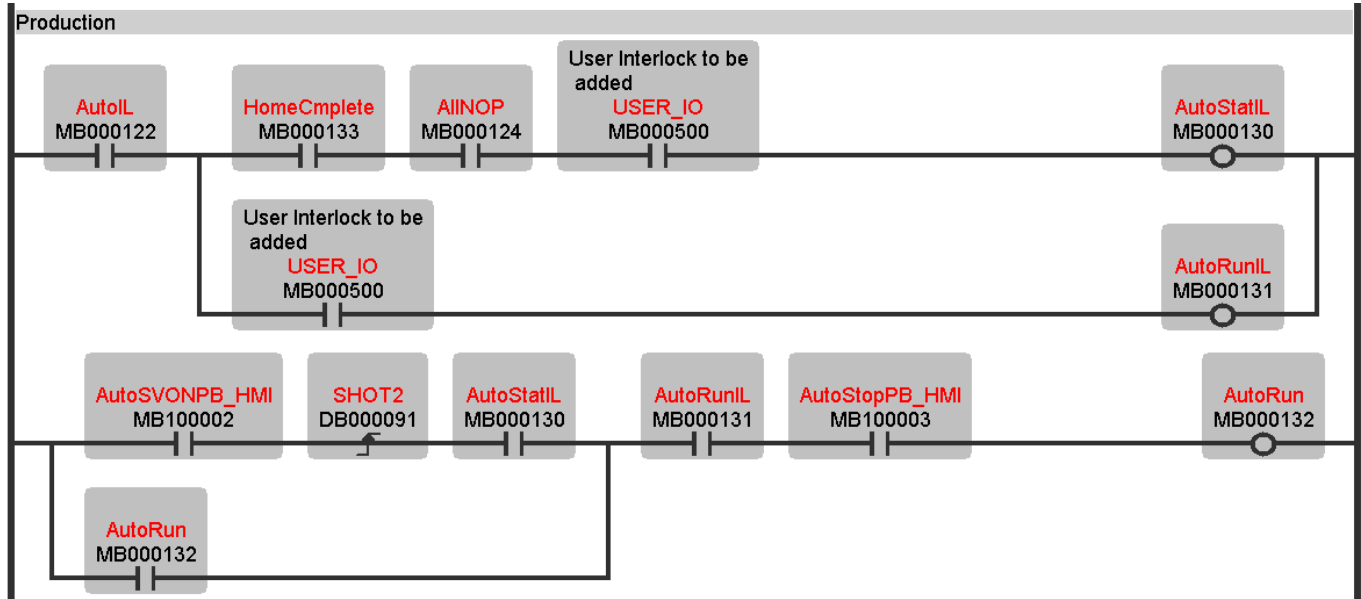 Production
AutoIL
MB000122
HomeCmplete
MB000133
AllNOP
MB000124
User Interlock to be
added
USER_IO
MB000500
AutoStatIL
MB000130
User Interlock to be
added
USER_IO
MB000500
AutoRunIL
MB000131
AutoSVONPB_HMI
MB100002
SHOT2
DB000091
AutoStatIL
MB000130
AutoRunIL
MB000131
AutoStopPB_HMI
MB100003
AutoRun
MB000132
AutoRun
MB000132